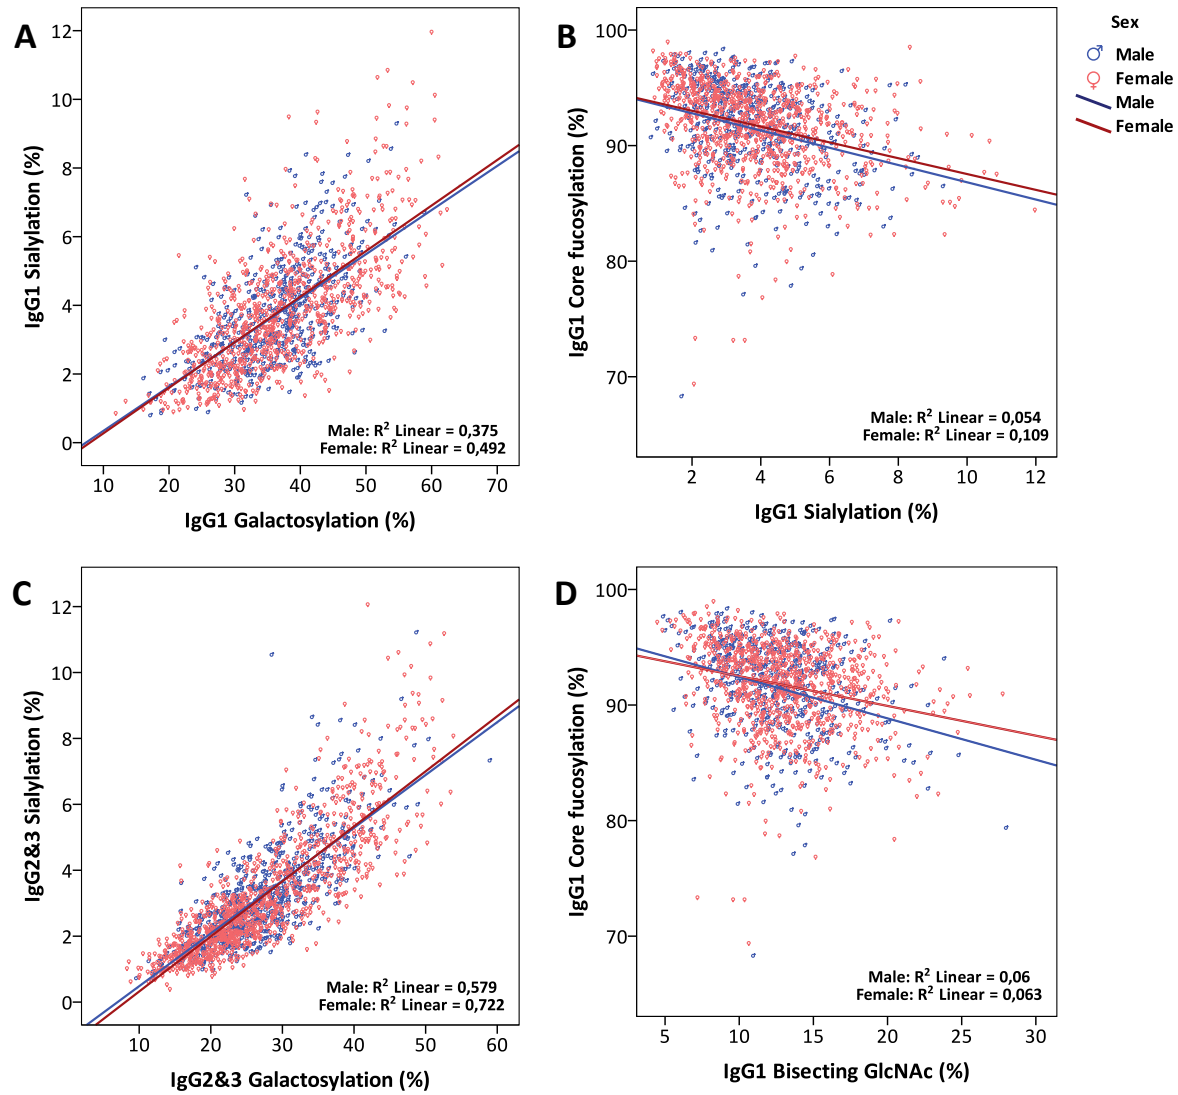 A
12
10
8
6
4
2
0
IgG1 Sialylation (%)
10 20 30 40 50 60 70
IgG1 Galactosylation (%)
Male: R² Linear = 0,375
Female: R² Linear = 0,492
B
100
90
80
70
IgG1 Core fucosylation (%)
2 4 6 8 10 12
IgG1 Sialylation (%)
Male: R² Linear = 0,054
Female: R² Linear = 0,109
Sex
♂ Male
♀ Female
Male
Female
C
12
10
8
6
4
2
0
IgG2&3 Sialylation (%)
10 20 30 40 50 60
IgG2&3 Galactosylation (%)
Male: R² Linear = 0,579
Female: R² Linear = 0,722
D
100
90
80
70
IgG1 Core fucosylation (%)
5 10 15 20 25 30
IgG1 Bisecting GlcNAc (%)
Male: R² Linear = 0,06
Female: R² Linear = 0,063